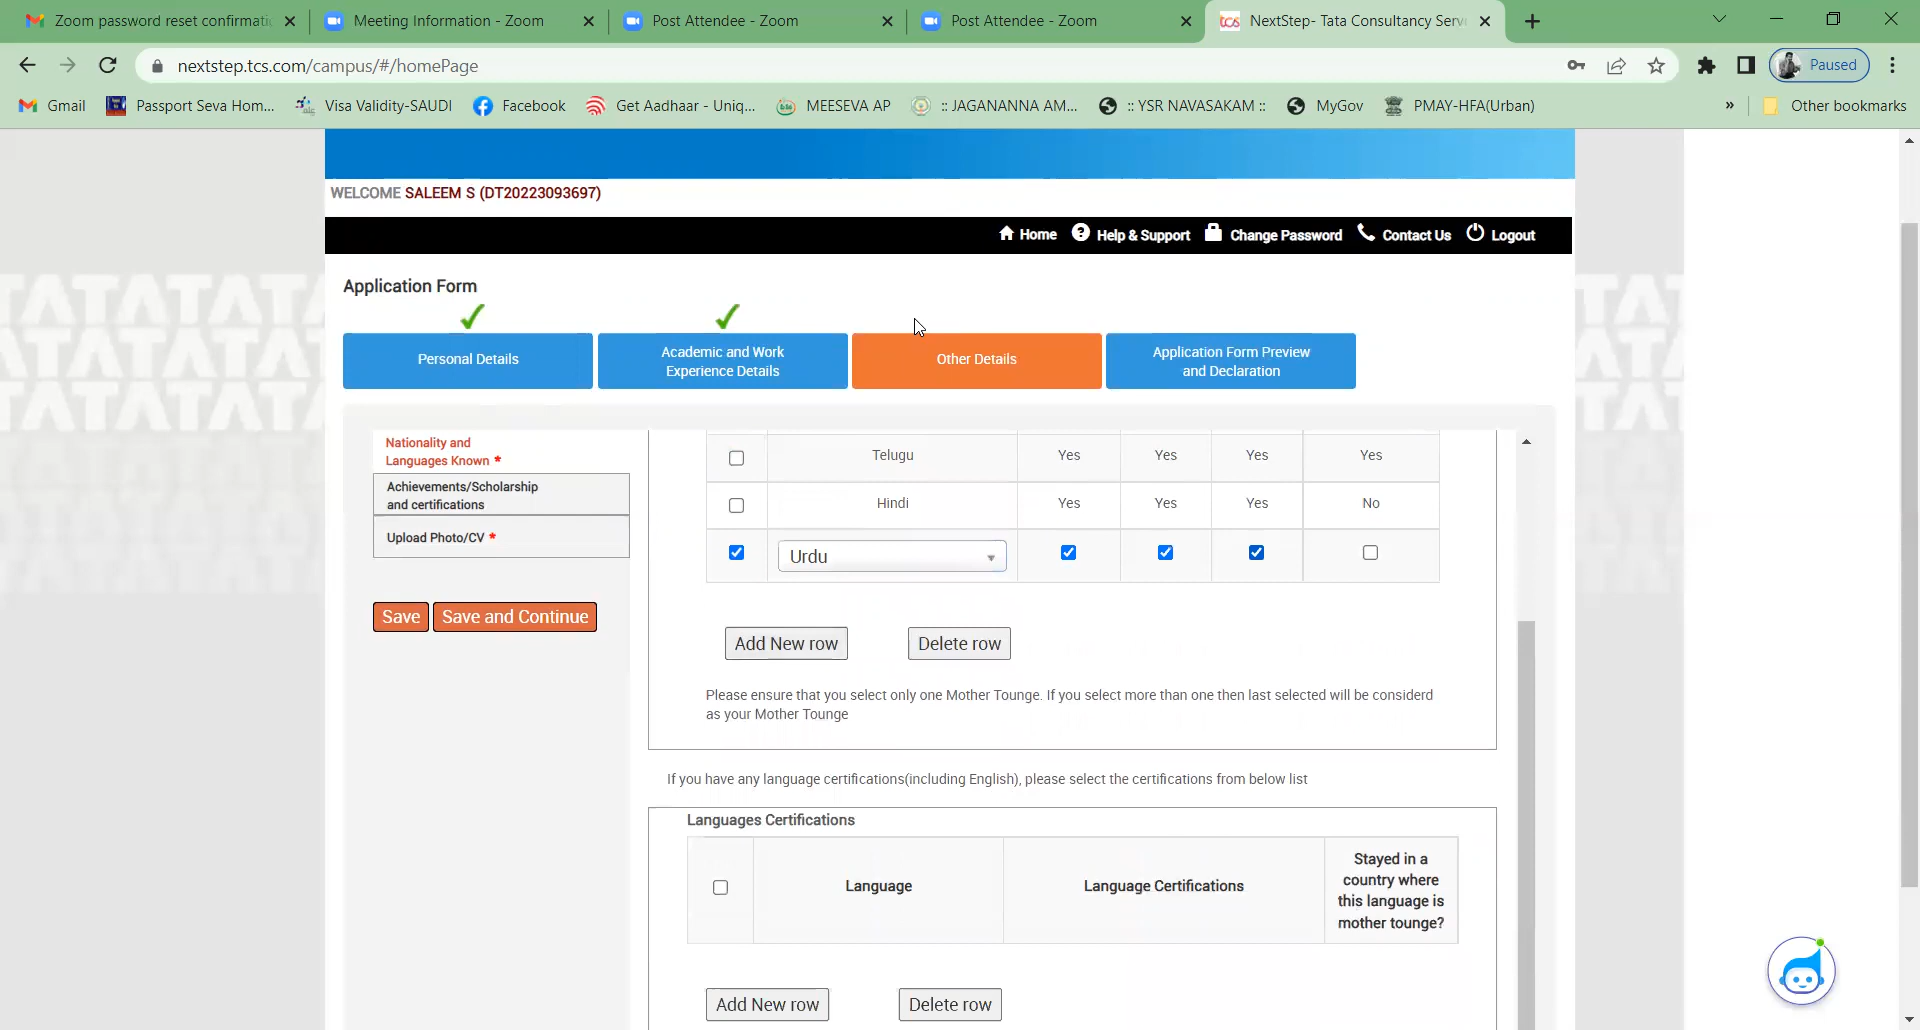 Zoom password reset confirmati
Meeting Information - Zoom
Post Attendee - Zoom
Post Attendee - Zoom
tcs NextStep- Tata Consultancy Serv
nextstep.tcs.com/campus/#/homePage
Paused
Gmail
Passport Seva Hom...
Visa Validity-SAUDI
Facebook
Get Aadhaar - Uniq...
MEESEVA AP
:: JAGANANNA AM...
:: YSR NAVASAKAM ::
MyGov
PMAY-HFA(Urban)
»
Other bookmarks
WELCOME SALEEM S (DT20223093697)
Home
Help & Support
Change Password
Contact Us
Logout
Application Form
Personal Details
Academic and Work
Experience Details
Other Details
Application Form Preview
and Declaration
Nationality and
Languages Known *
Achievements/Scholarship
and certifications
Upload Photo/CV *
Save
Save and Continue
Telugu Yes Yes Yes Yes
Hindi Yes Yes Yes No
Urdu
Add New row
Delete row
Please ensure that you select only one Mother Tounge. If you select more than one then last selected will be considerd
as your Mother Tounge
If you have any language certifications(including English), please select the certifications from below list
Languages Certifications
Language
Language Certifications
Stayed in a
country where
this language is
mother tounge?
Add New row
Delete row